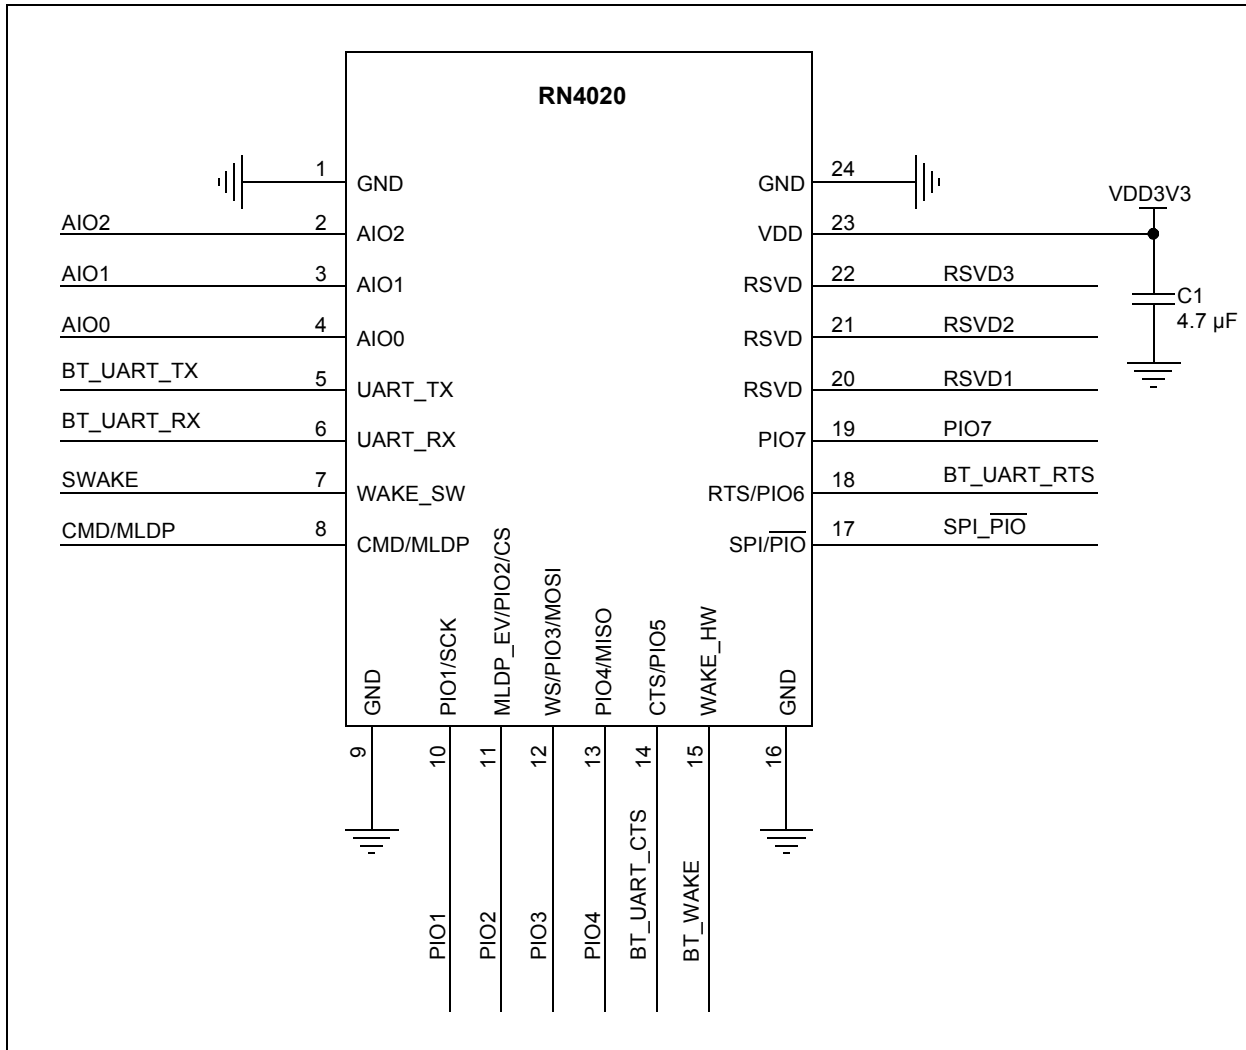 RN4020
1
GND
AIO2
2
AIO2
AIO1
3
AIO1
AIO0
4
AIO0
BT_UART_TX
5
UART_TX
BT_UART_RX
6
UART_RX
SWAKE
7
WAKE_SW
CMD/MLDP
8
CMD/MLDP
GND
24
VDD
23
VDD3V3
C1
4.7 µF
RSVD
22
RSVD3
RSVD
21
RSVD2
RSVD
20
RSVD1
PIO7
19
PIO7
RTS/PIO6
18
BT_UART_RTS
SPI/P̅I̅O̅
17
SPI_P̅I̅O̅
GND
9
PIO1/SCK
10
PIO1
MLDP_EV/PIO2/CS
11
PIO2
WS/PIO3/MOSI
12
PIO3
PIO4/MISO
13
PIO4
CTS/PIO5
14
BT_UART_CTS
WAKE_HW
15
BT_WAKE
GND
16